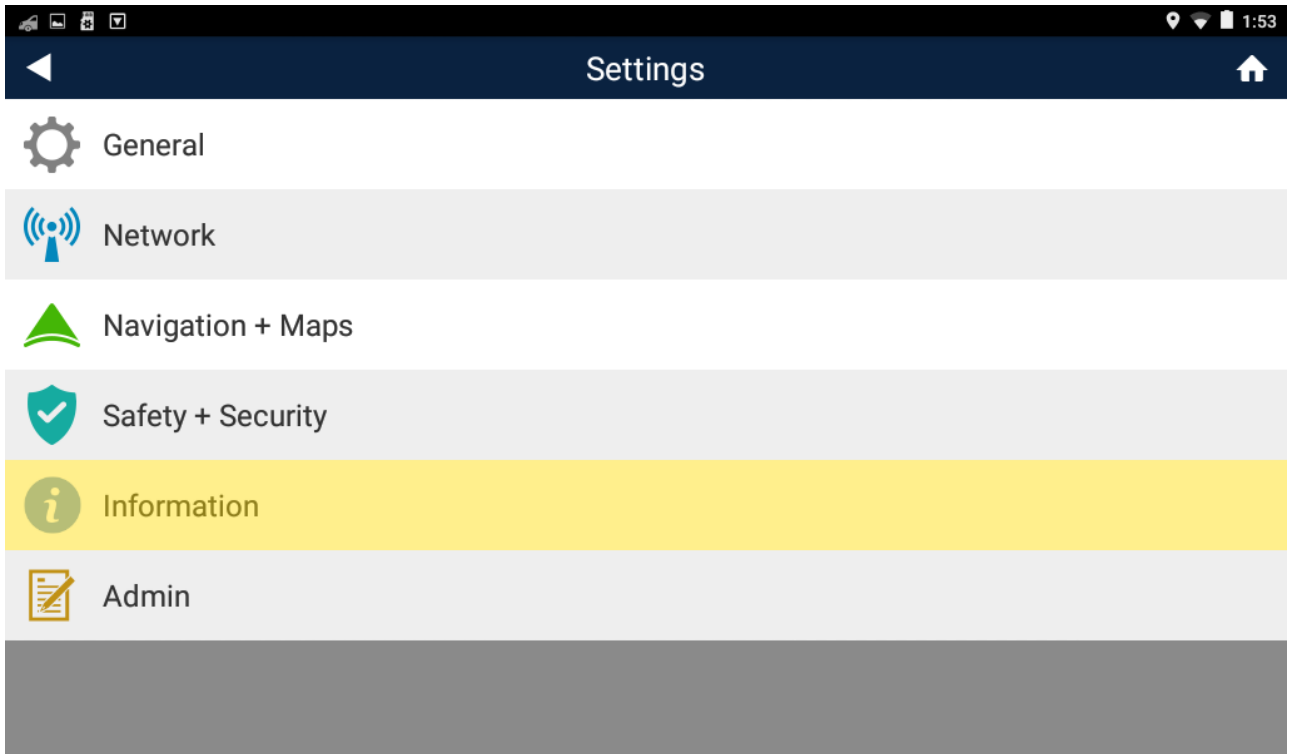 1:53
Settings
General
Network
Navigation + Maps
Safety + Security
Information
Admin